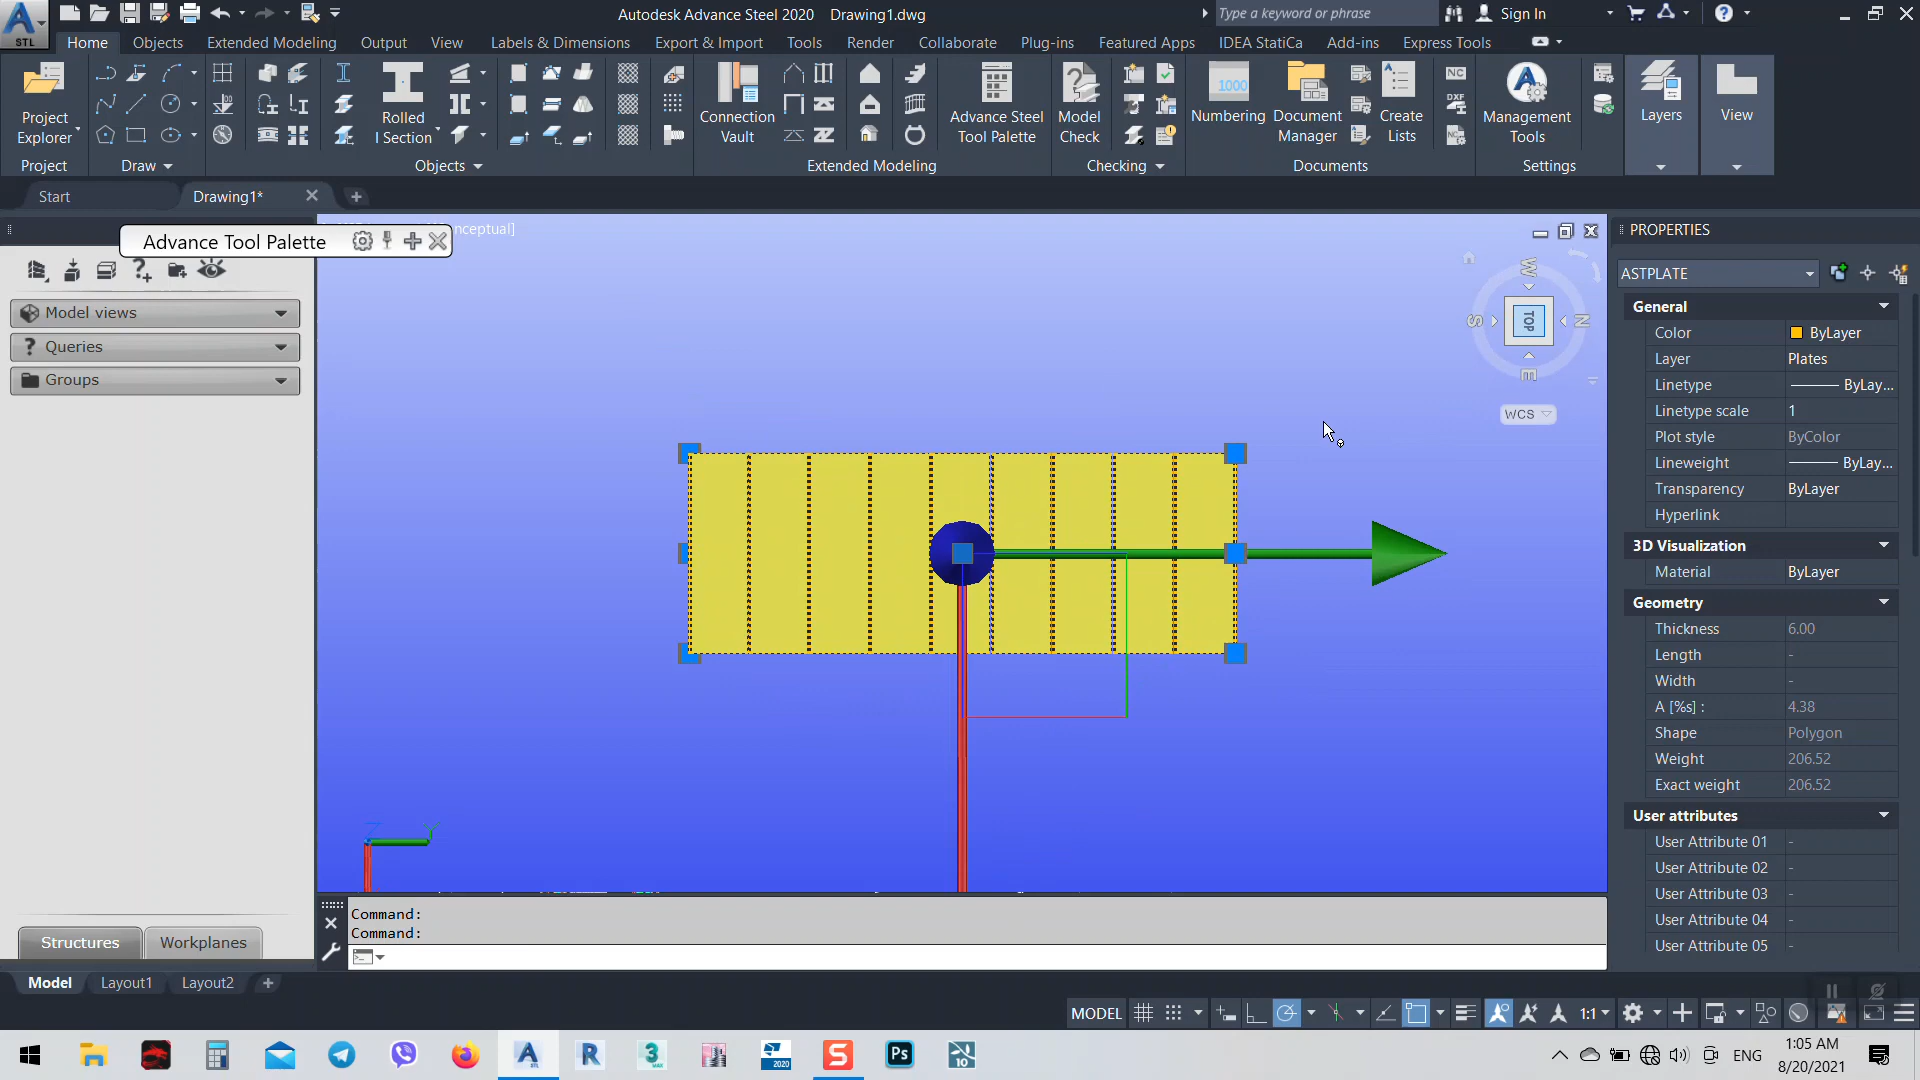 Autodesk Advance Steel 2020 Drawing1.dwg
Type a keyword or phrase
Sign In
STL
Home Objects Extended Modeling Output View Labels & Dimensions Export & Import Tools Render Collaborate Plug-ins Featured Apps IDEA StatiCa Add-ins Express Tools
Project Explorer
Rolled I Section
Connection Vault
Advance Steel Tool Palette
Model Check
1000
Numbering
Document Manager
Create Lists
NC
DXF
Management Tools
Layers
View
Project Draw Objects Extended Modeling Checking Documents Settings
Start Drawing1*
Advance Tool Palette
nceptual]
Model views
Queries
Groups
Structures Workplanes
W
S TOP N
E
WCS
Z Y
PROPERTIES
ASTPLATE
General
Color ByLayer
Layer Plates
Linetype ByLay...
Linetype scale 1
Plot style ByColor
Lineweight ByLay...
Transparency ByLayer
Hyperlink
3D Visualization
Material ByLayer
Geometry
Thickness 6.00
Length -
Width -
A [%s] : 4.38
Shape Polygon
Weight 206.52
Exact weight 206.52
User attributes
User Attribute 01 -
User Attribute 02 -
User Attribute 03 -
User Attribute 04 -
User Attribute 05 -
Command:
Command:
Model Layout1 Layout2
MODEL 1:1
ENG
1:05 AM
8/20/2021